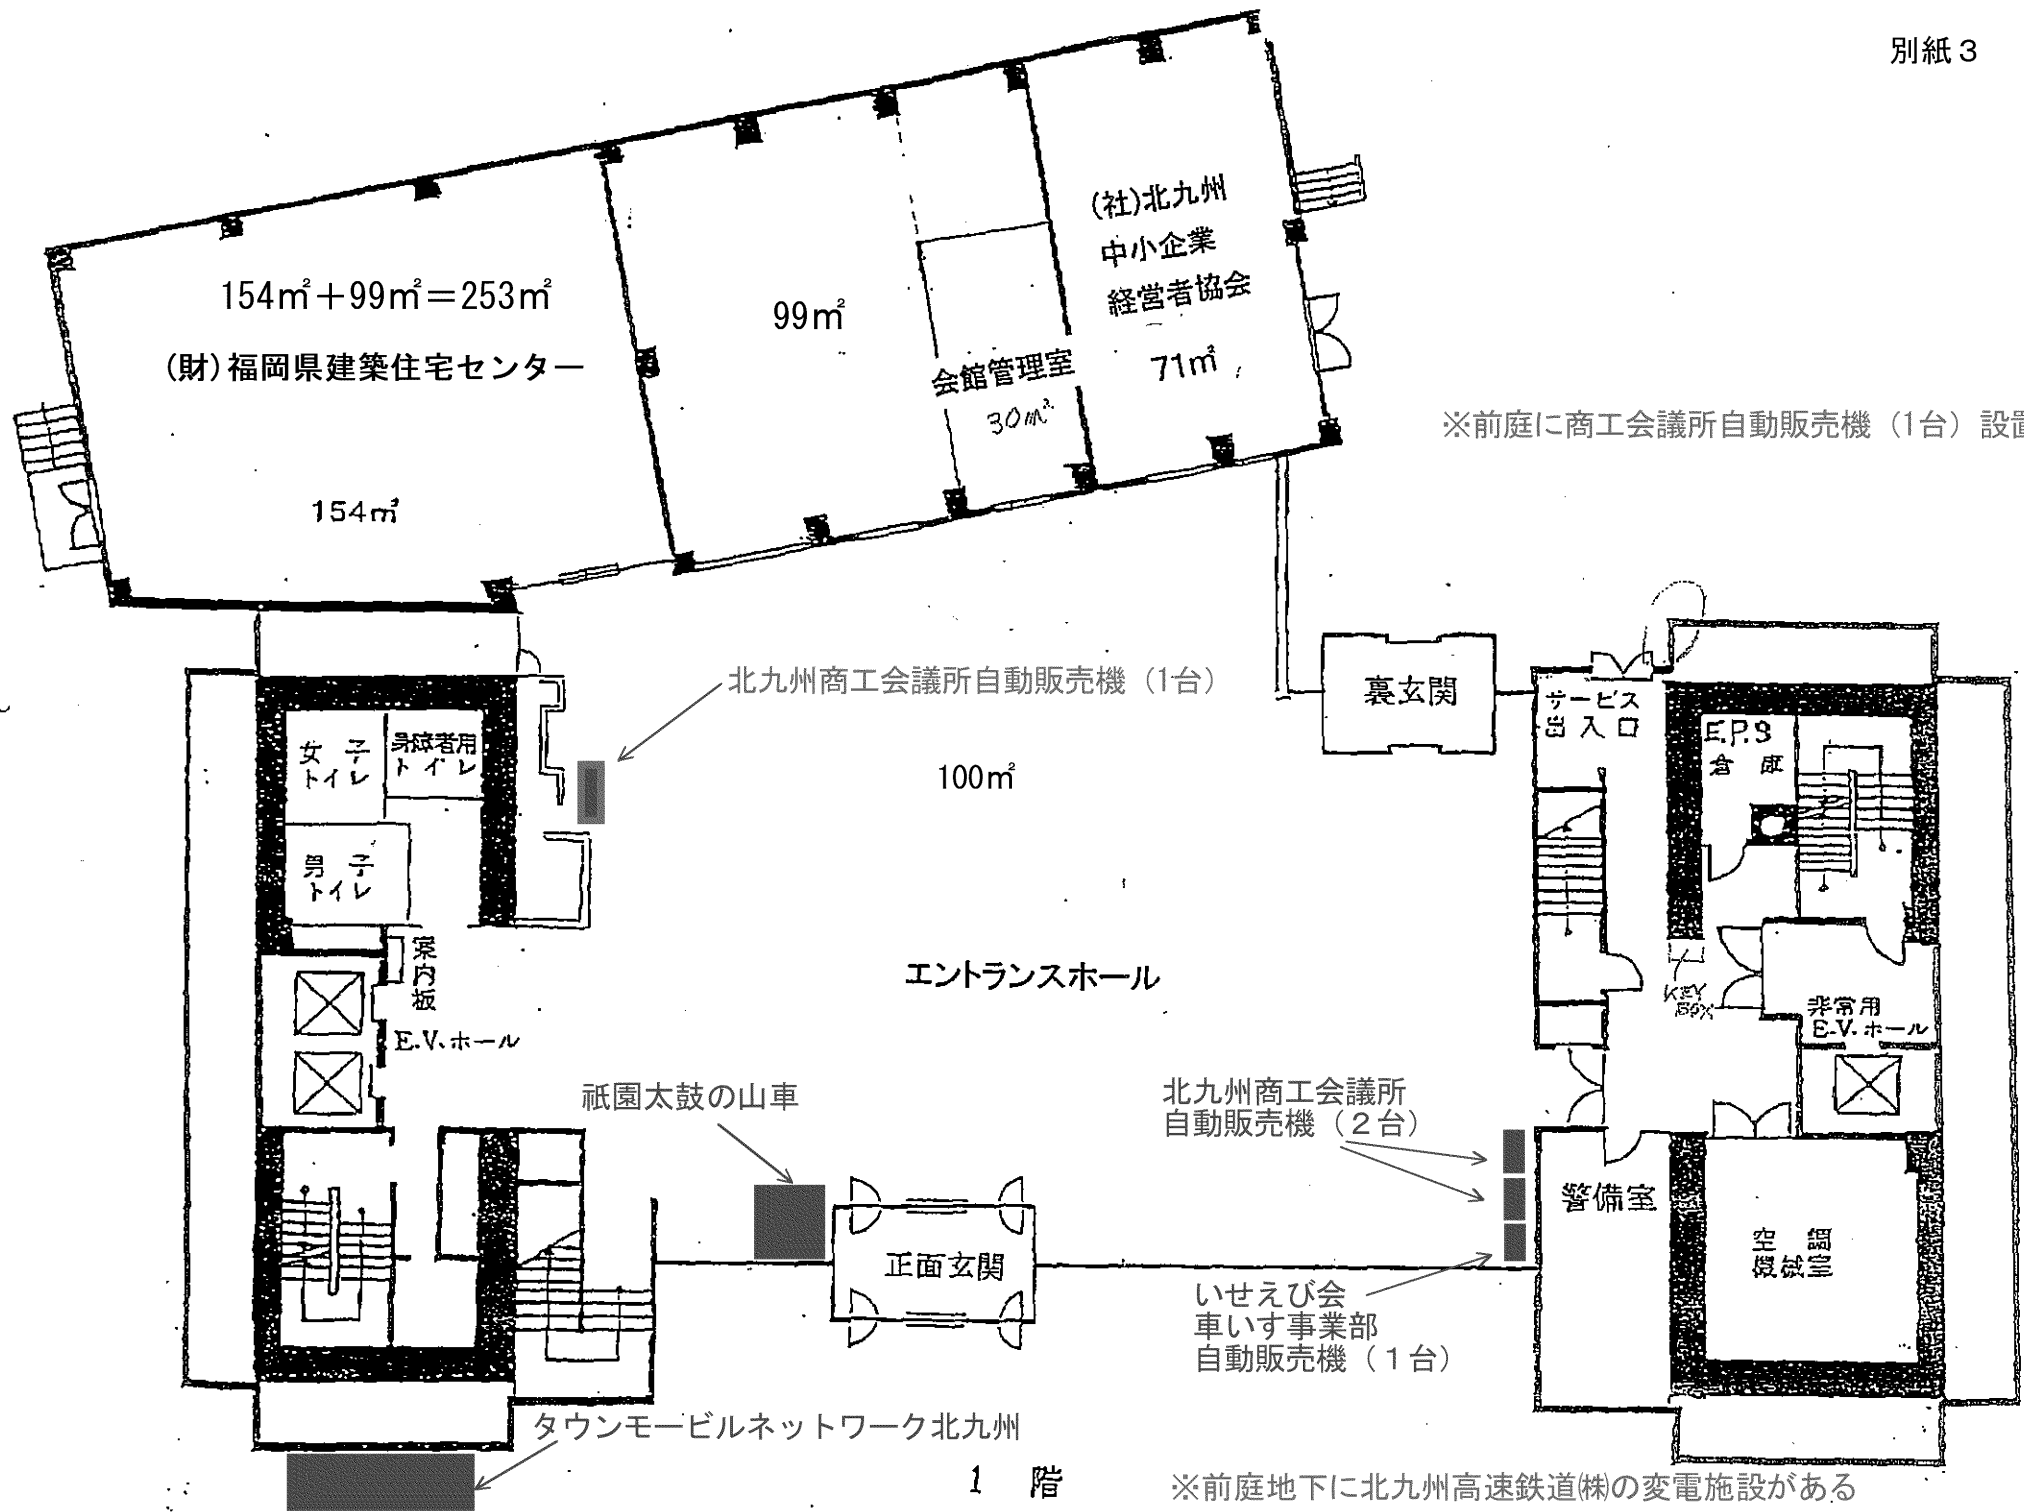 別紙３
(社)北九州
中小企業
経営者協会
71㎡
154㎡＋99㎡＝253㎡
(財)福岡県建築住宅センター
99㎡
会館管理室
30㎡
154㎡
※前庭に商工会議所自動販売機（1台）設置
北九州商工会議所自動販売機（1台）
裏玄関
サービス
出入口
E.P.S
倉庫
女子
トイレ
身障者用
トイレ
100㎡
男子
トイレ
案内板
エントランスホール
KEY
BOX
非常用
E.V.ホール
E.V.ホール
祇園太鼓の山車
北九州商工会議所
自動販売機（２台）
警備室
空調
機械室
正面玄関
いせえび会
車いす事業部
自動販売機（１台）
タウンモービルネットワーク北九州
1 階
※前庭地下に北九州高速鉄道㈱の変電施設がある